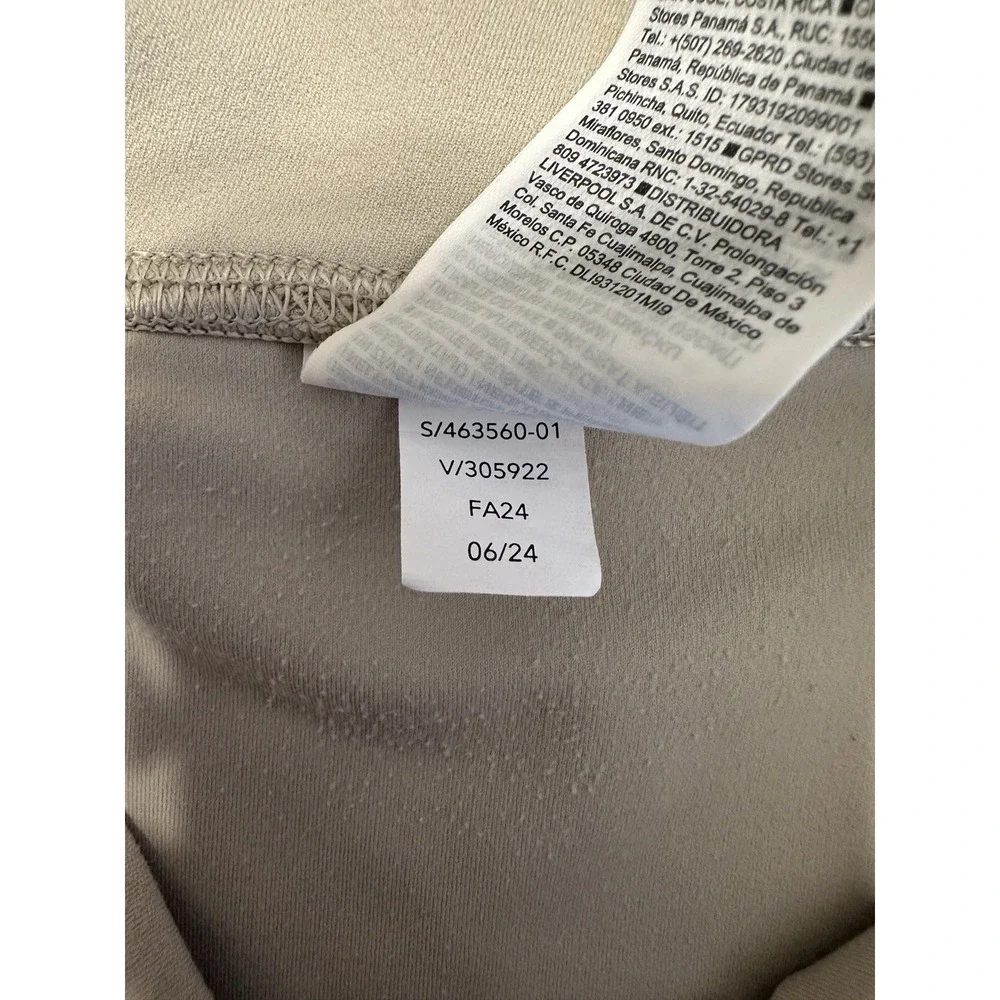 COSTA RICA ■
Stores Panamá S.A., RUC: 155
Tel.: +(507) 269-2620 ,Ciudad de
Panamá, República de Panamá ■
Stores S.A.S. ID: 1793192099001
Pichincha, Quito, Ecuador Tel.: (593)
381 0950 ext.: 1515 ■ GPRD Stores S
Miraflores, Santo Domingo, Republica
Dominicana RNC: 1-32-54029-8 Tel.: +1
809 4723973 ■ DISTRIBUIDORA
LIVERPOOL S.A. DE C.V. Prolongación
Vasco de Quiroga 4800, Torre 2, Piso 3
Col. Santa Fe Cuajimalpa, Cuajimalpa de
Morelos C.P. 05348 Ciudad De México
México R.F.C. DLI931201MI9
S/463560-01
V/305922
FA24
06/24